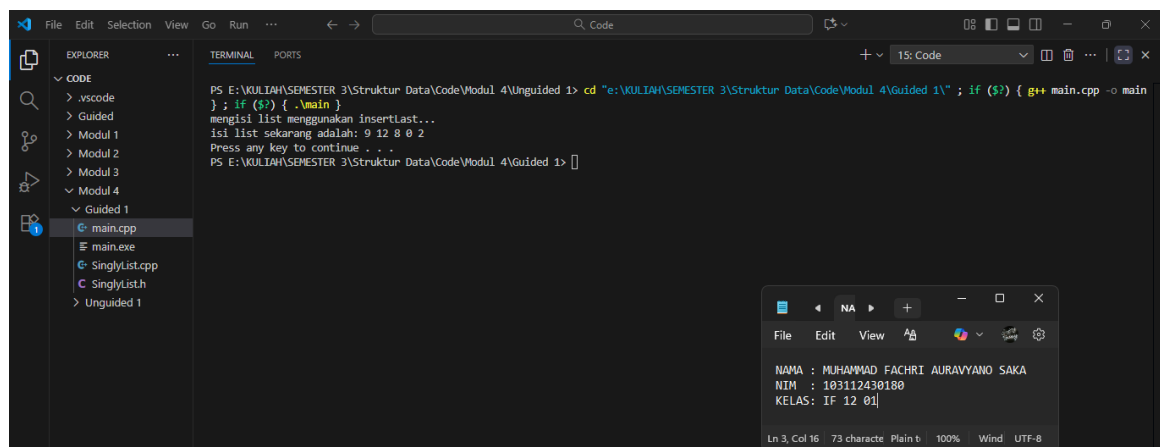 File Edit Selection View Go Run ··· ← → Code
EXPLORER ···
CODE
> .vscode
> Guided
> Modul 1
> Modul 2
> Modul 3
Modul 4
Guided 1
main.cpp
main.exe
SinglyList.cpp
C SinglyList.h
> Unguided 1
1
TERMINAL PORTS
15: Code
PS E:\KULIAH\SEMESTER 3\Struktur Data\Code\Modul 4\Unguided 1> cd "e:\KULIAH\SEMESTER 3\Struktur Data\Code\Modul 4\Guided 1\" ; if ($?) { g++ main.cpp -o main
} ; if ($?) { .\main }
mengisi list menggunakan insertLast...
isi list sekarang adalah: 9 12 8 0 2
Press any key to continue . . .
PS E:\KULIAH\SEMESTER 3\Struktur Data\Code\Modul 4\Guided 1>
NA
File Edit View
NAMA : MUHAMMAD FACHRI AURAVYANO SAKA
NIM : 103112430180
KELAS: IF 12 01
Ln 3, Col 16 73 characte Plain t 100% Wind UTF-8